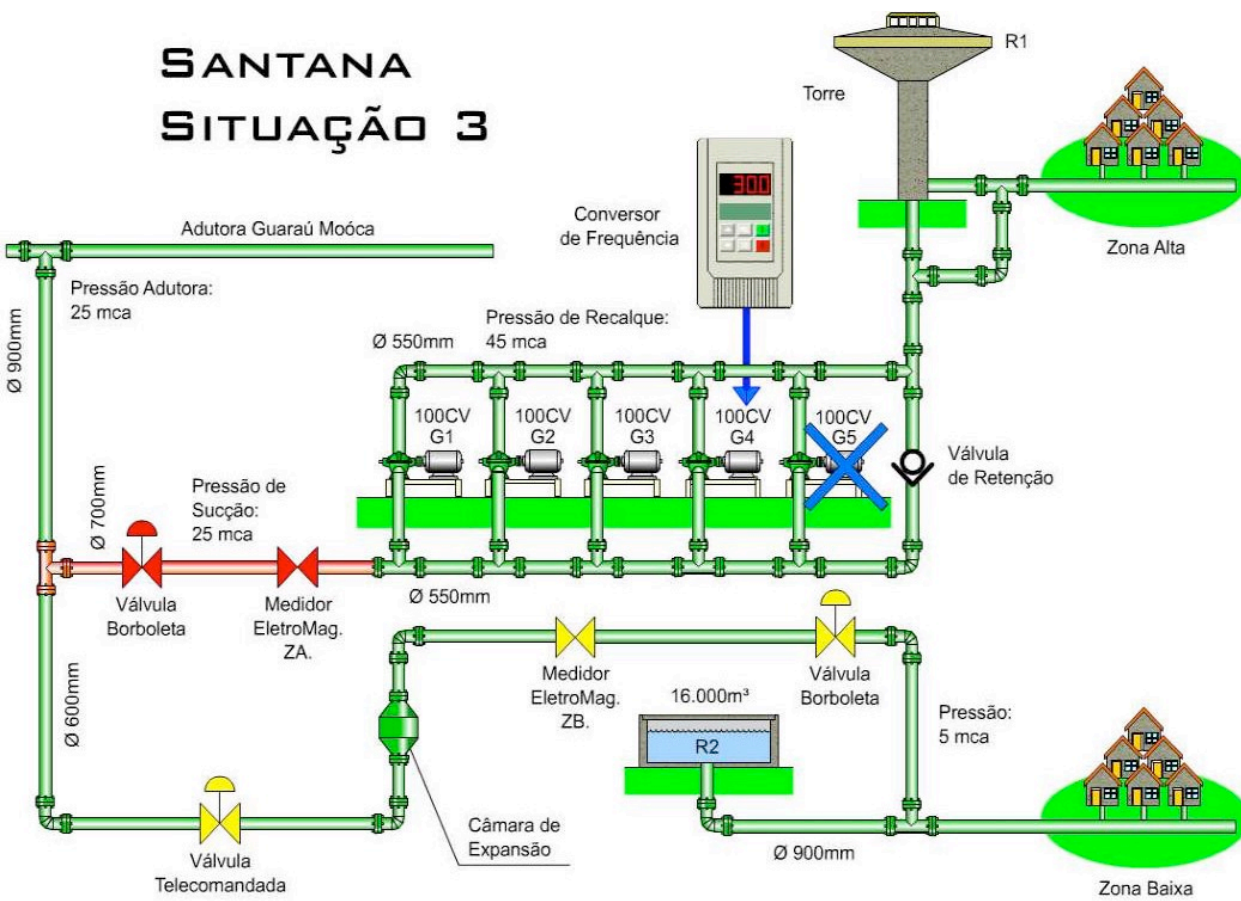 SANTANA
SITUAÇÃO 3
R1
Torre
Zona Alta
Conversor
de Frequência
300
Adutora Guaraú Moóca
Pressão Adutora:
25 mca
Ø 900mm
Pressão de Recalque:
45 mca
Ø 550mm
100CV
G1
100CV
G2
100CV
G3
100CV
G4
100CV
G5
Válvula
de Retenção
Pressão de
Sucção:
25 mca
Ø 700mm
Válvula
Borboleta
Medidor
EletroMag.
ZA.
Ø 550mm
Ø 600mm
Medidor
EletroMag.
ZB.
Válvula
Borboleta
16.000m³
R2
Pressão:
5 mca
Câmara de
Expansão
Válvula
Telecomandada
Ø 900mm
Zona Baixa